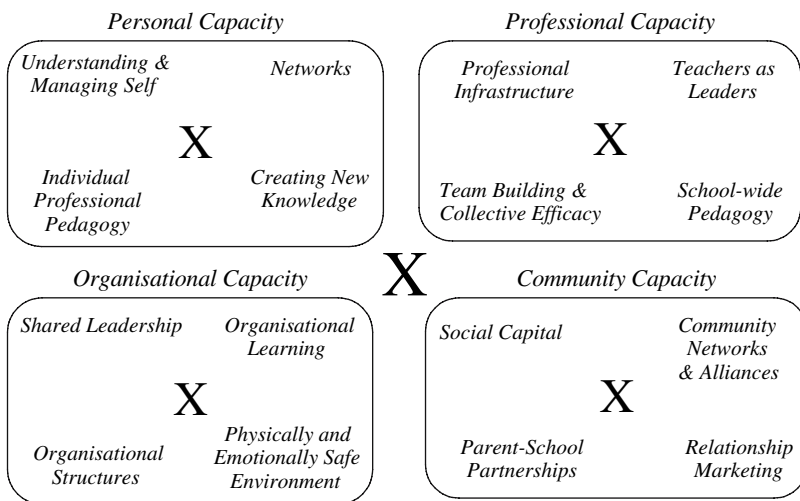 Personal Capacity
Understanding &
Managing Self
Networks
X
Individual
Professional
Pedagogy
Creating New
Knowledge
Professional Capacity
Professional
Infrastructure
Teachers as
Leaders
X
Team Building &
Collective Efficacy
School-wide
Pedagogy
X
Organisational Capacity
Shared Leadership
Organisational
Learning
X
Organisational
Structures
Physically and
Emotionally Safe
Environment
Community Capacity
Social Capital
Community
Networks
& Alliances
X
Parent-School
Partnerships
Relationship
Marketing